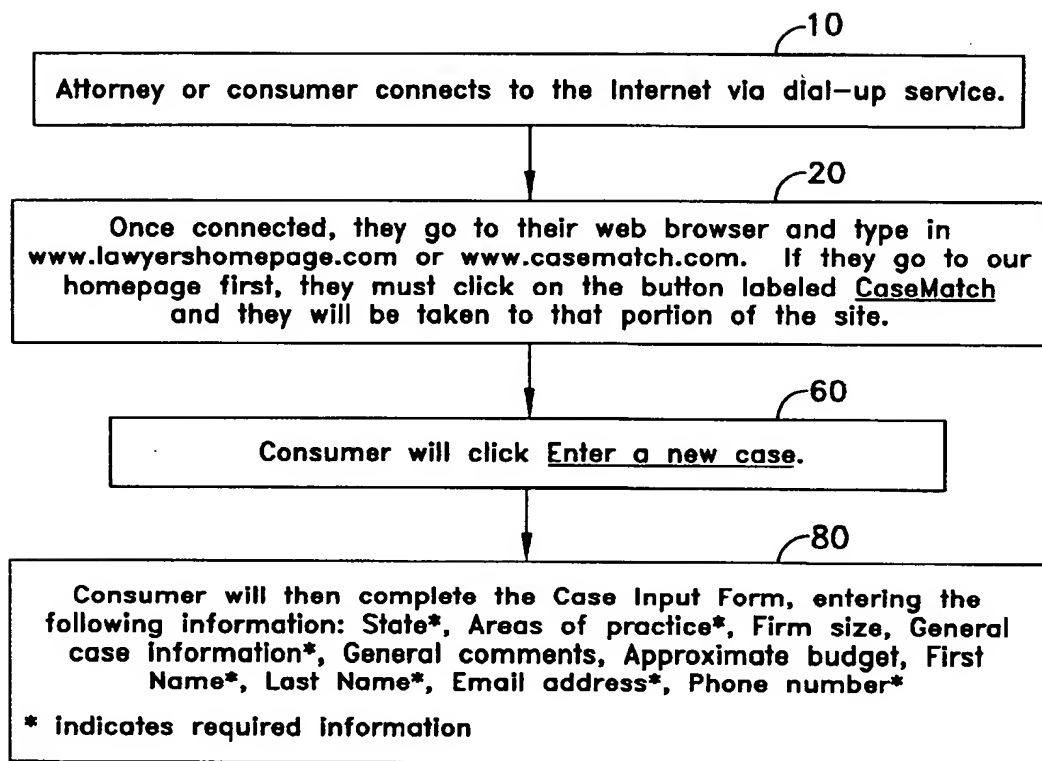 10
Attorney or consumer connects to the Internet via dial-up service.
20
Once connected, they go to their web browser and type in
www.lawyershomepage.com or www.casematch.com. If they go to our
homepage first, they must click on the button labeled CaseMatch
and they will be taken to that portion of the site.
60
Consumer will click Enter a new case.
80
Consumer will then complete the Case Input Form, entering the
following information: State*, Areas of practice*, Firm size, General
case information*, General comments, Approximate budget, First
Name*, Last Name*, Email address*, Phone number*
* indicates required information